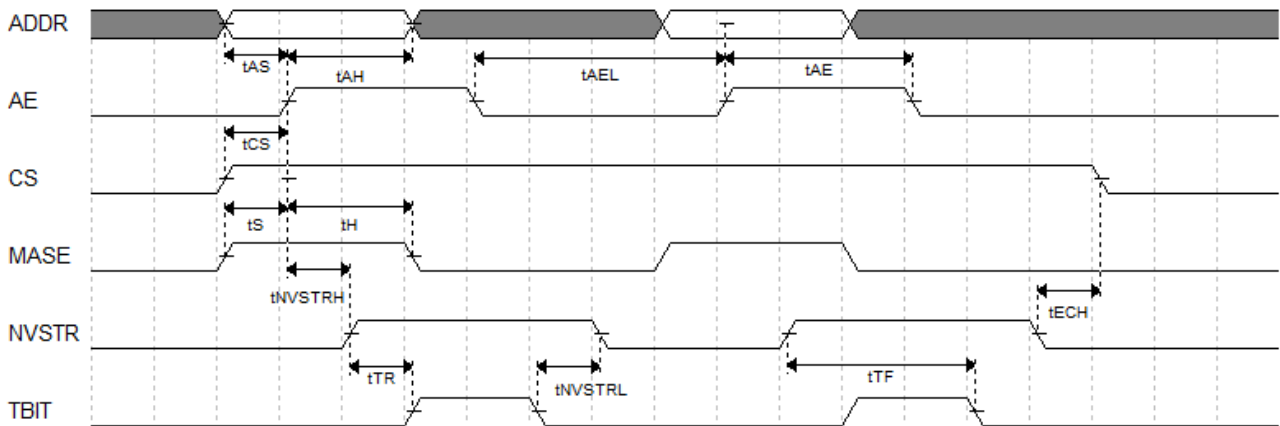 ADDR
tAS
tAH
tAEL
tAE
AE
tCS
CS
tS
tH
MASE
tNVSTRH
tECH
NVSTR
tTR
tNVSTRL
tTF
TBIT